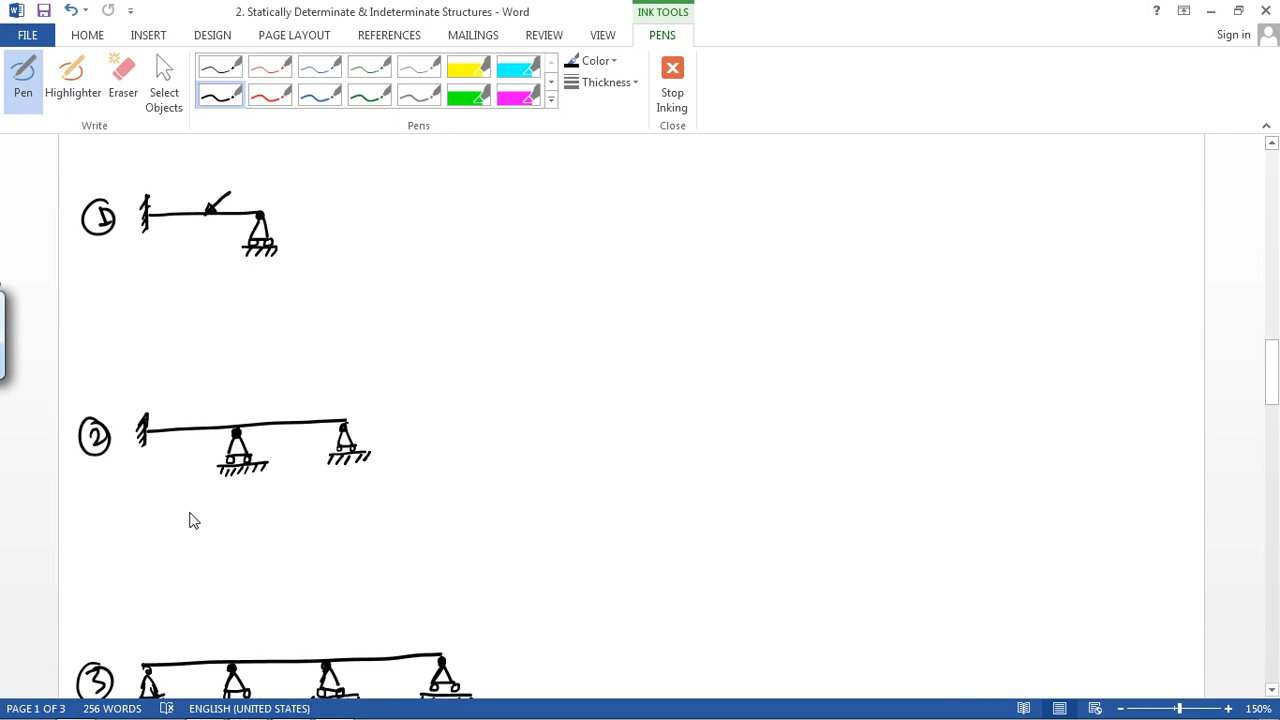 2. Statically Determinate & Indeterminate Structures - Word
INK TOOLS
?
FILE HOME INSERT DESIGN PAGE LAYOUT REFERENCES MAILINGS REVIEW VIEW PENS
Sign in
Pen Highlighter Eraser Select Objects
Color
Thickness
Stop Inking
Write Pens Close
1
2
3
PAGE 1 OF 3 256 WORDS ENGLISH (UNITED STATES) 150%